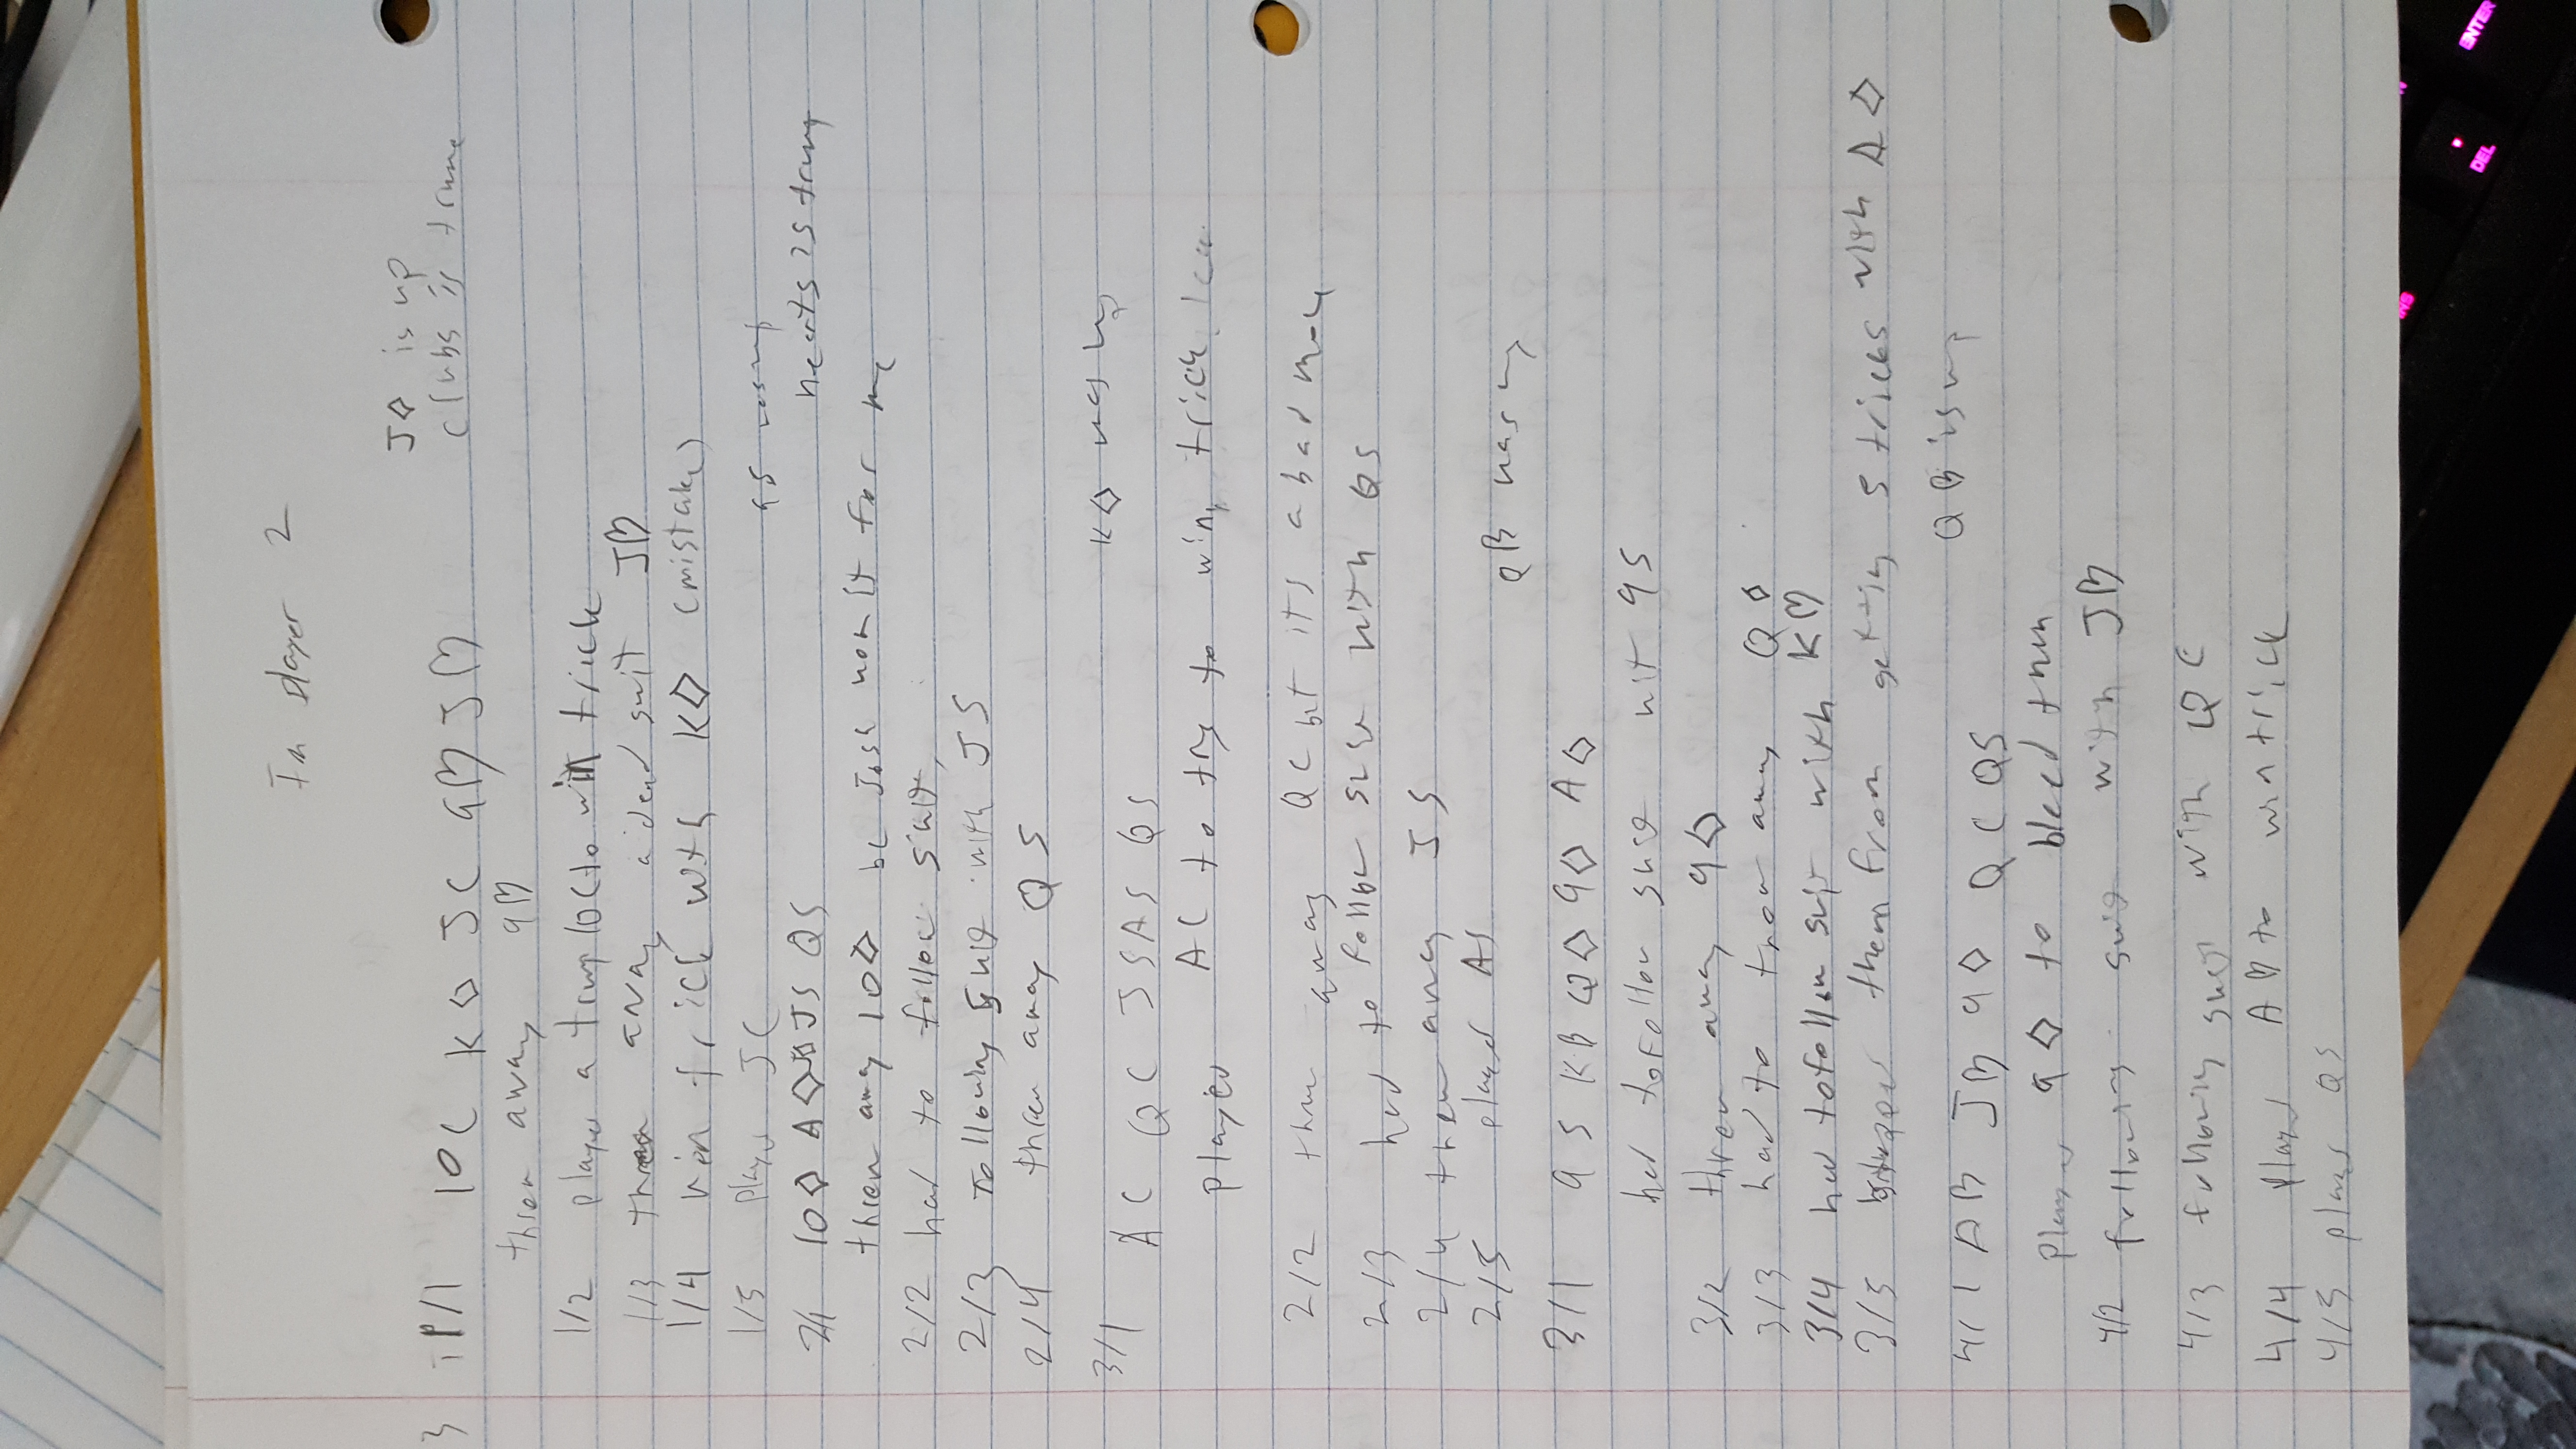 Im player 2
J◇ is up
clubs is trump
3 1/1 10C K◇ JC 9♡ J♡
threw away 9♡
1/2 played a trump 10C to win trick
1/3 threw away a dead suit J♡
1/4 win trick with K◇ (mistake)
1/5 played JC
9S was up
hearts is trump
2/1 10◇ A◇ JS QS
threw away 10◇ bc Josh won it for me
2/2 had to follow suit,
2/3 following suit with JS
2/4 threw away QS
K◇ was up
3/1 AC QC JS AS QS
played AC to try to win trick
2/2 threw away QC but its a bad move
2/3 had to follow suit with QS
2/4 threw away JS
2/5 played AS
Q♡ was up
3/1 9S K♡ Q◇ 9◇ A◇
had to follow suit wit 9S
3/2 threw away 9◇
3/3 had to throw away Q◇
3/4 had to follow suit with K♡
3/5 stopped them from getting 5 tricks with A◇
Q♡ is up
4/1 A♡ J♡ 9◇ QC QS
played 9◇ to bleed trum
4/2 following suit with J♡
4/3 following suit with QC
4/4 played A♡ to win trick
4/5 played QS
DEL
ENTER